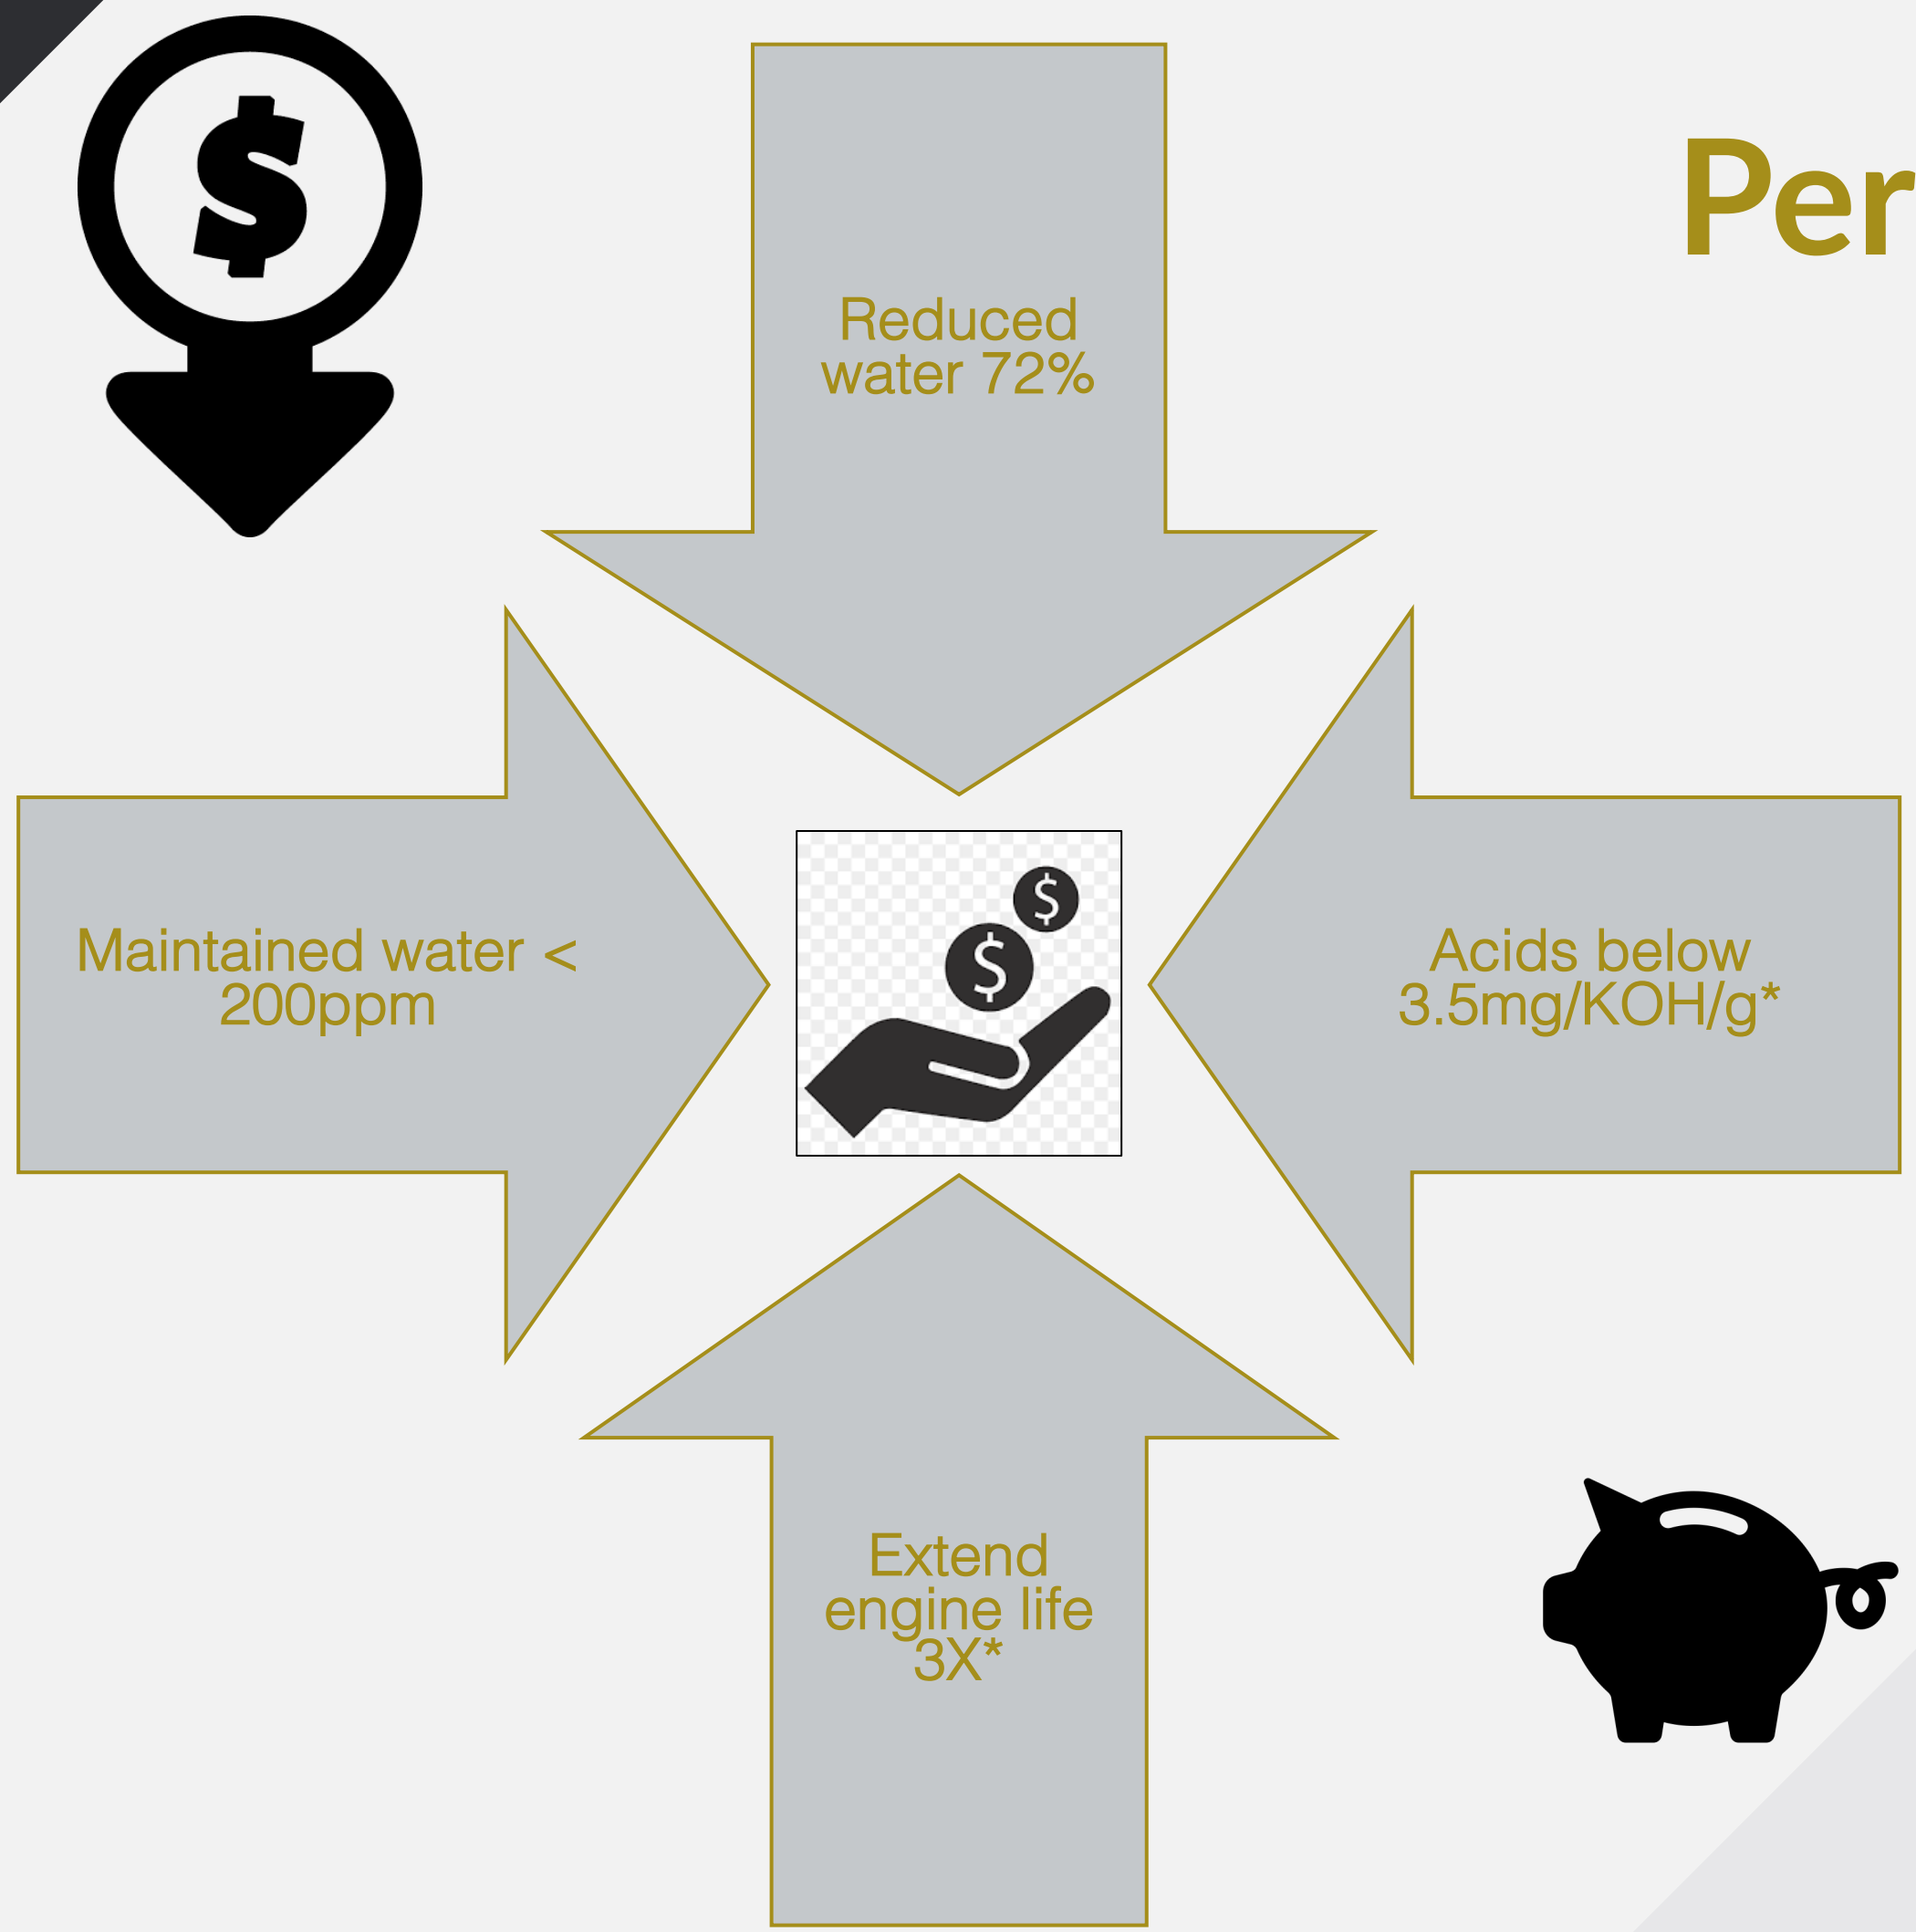 Per
Reduced
water 72%
Maintained water <
200ppm
Acids below
3.5mg/KOH/g*
Extend
engine life
3X*
$
$
$